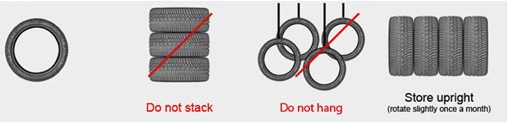 Do not stack
Do not hang
Store upright
(rotate slightly once a month)